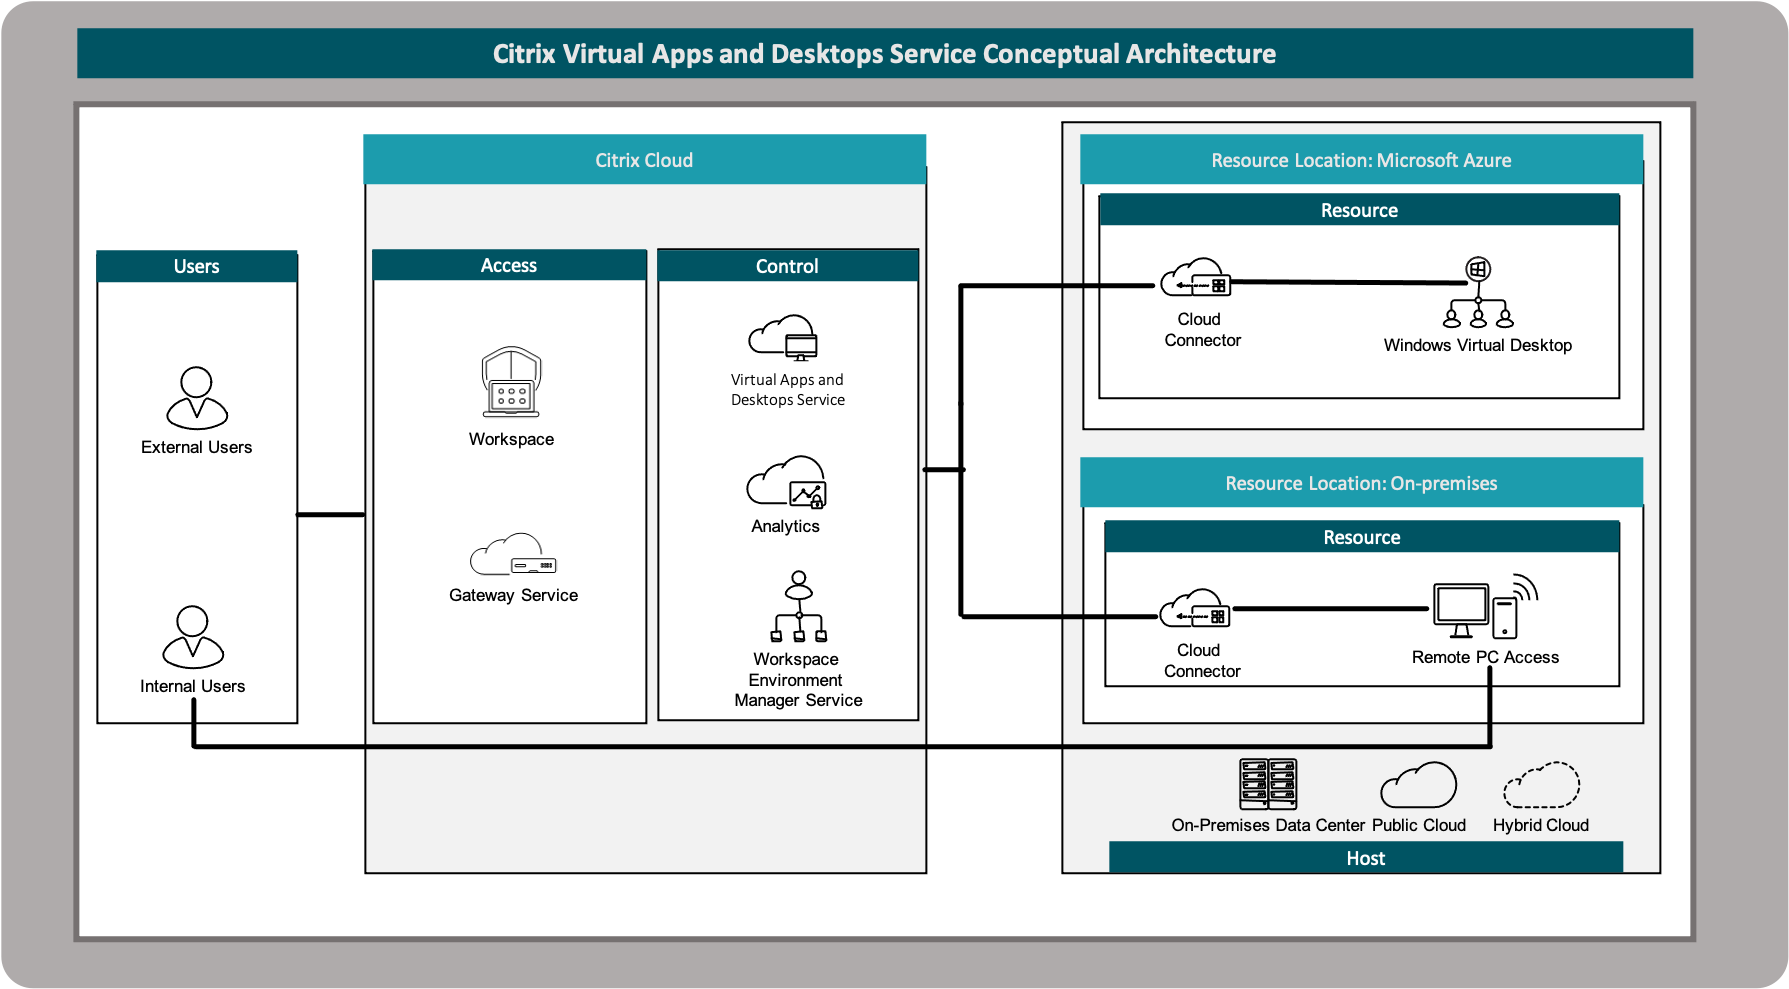 Citrix Virtual Apps and Desktops Service Conceptual Architecture
Users
External Users
Internal Users
Citrix Cloud
Access
Workspace
Gateway Service
Control
Virtual Apps and
Desktops Service
Analytics
Workspace
Environment
Manager Service
Resource Location: Microsoft Azure
Resource
Cloud
Connector
Windows Virtual Desktop
Resource Location: On-premises
Resource
Cloud
Connector
Remote PC Access
On-Premises Data Center
Public Cloud
Hybrid Cloud
Host